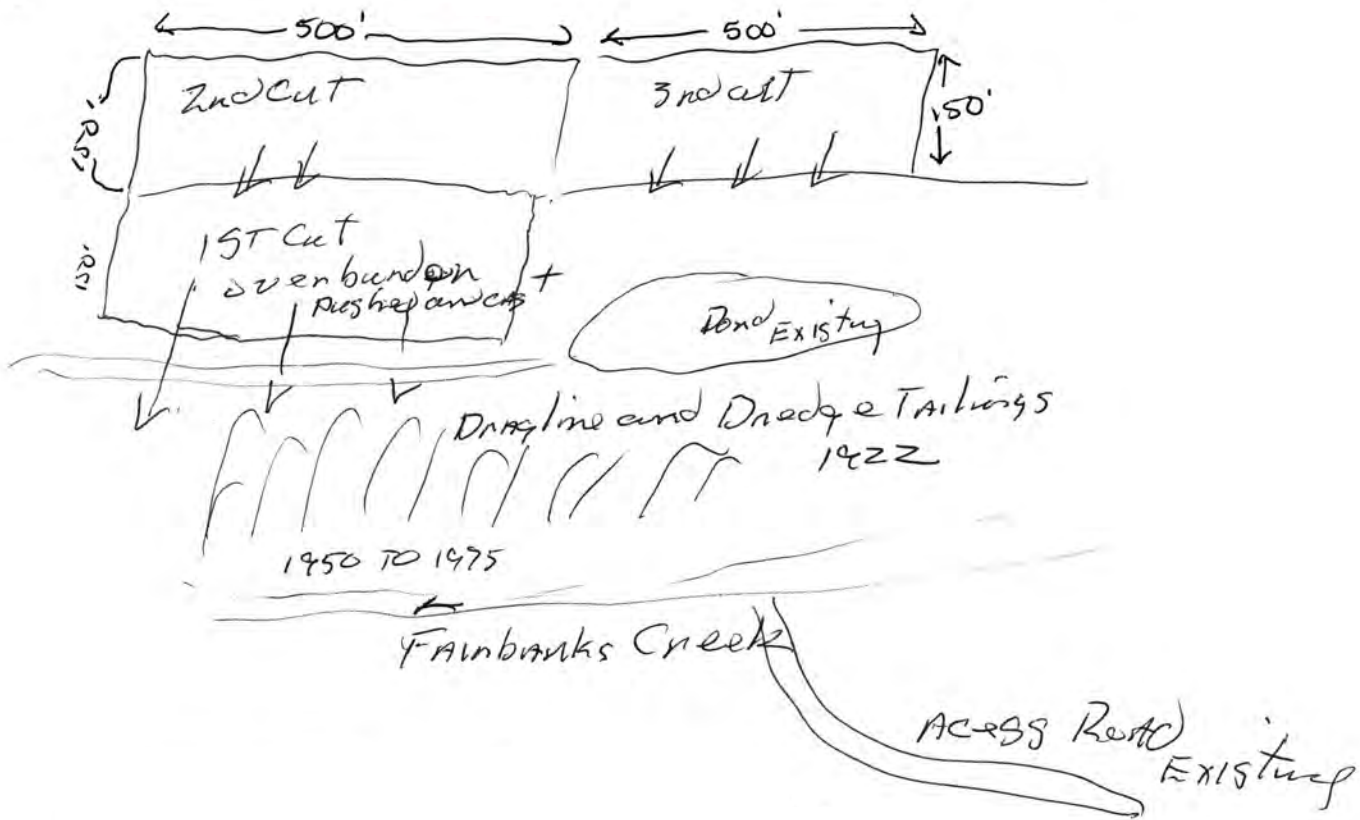 500' 500'
2nd Cut 3nd cut
150' 150'
1ST Cut
150' overburden
pushed
+
Pond Existing
Dragline and Dredge Tailings
1922
1950 TO 1975
Fairbanks Creek
Acess Road
Existing